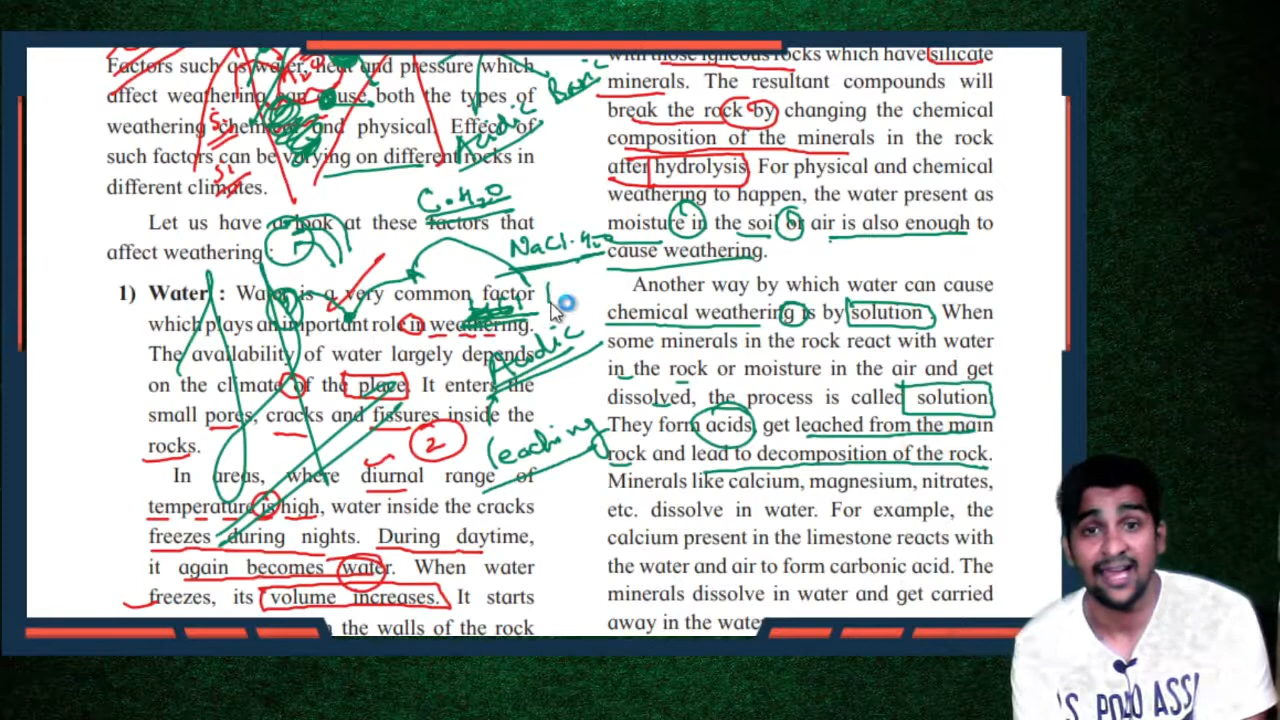 Factors such as water, heat and pressure which
affect weathering can cause both the types of
weathering chemical and physical. Effect of
such factors can be varying on different rocks in
different climates.
Let us have a look at these factors that
affect weathering :
1) Water : Water is a very common factor
which plays an important role in weathering.
The availability of water largely depends
on the climate of the place. It enters the
small pores, cracks and fissures inside the
rocks.
In areas, where diurnal range of
temperature is high, water inside the cracks
freezes during nights. During daytime,
it again becomes water. When water
freezes, its volume increases. It starts
the walls of the rock
Basic
Acidic
C.H2O
NaCl.H2O
Acidic
Leaching
2
with those igneous rocks which have silicate
minerals. The resultant compounds will
break the rock by changing the chemical
composition of the minerals in the rock
after hydrolysis. For physical and chemical
weathering to happen, the water present as
moisture in the soil or air is also enough to
cause weathering.
Another way by which water can cause
chemical weathering is by solution. When
some minerals in the rock react with water
in the rock or moisture in the air and get
dissolved, the process is called solution.
They form acids, get leached from the main
rock and lead to decomposition of the rock.
Minerals like calcium, magnesium, nitrates,
etc. dissolve in water. For example, the
calcium present in the limestone reacts with
the water and air to form carbonic acid. The
minerals dissolve in water and get carried
away in the water